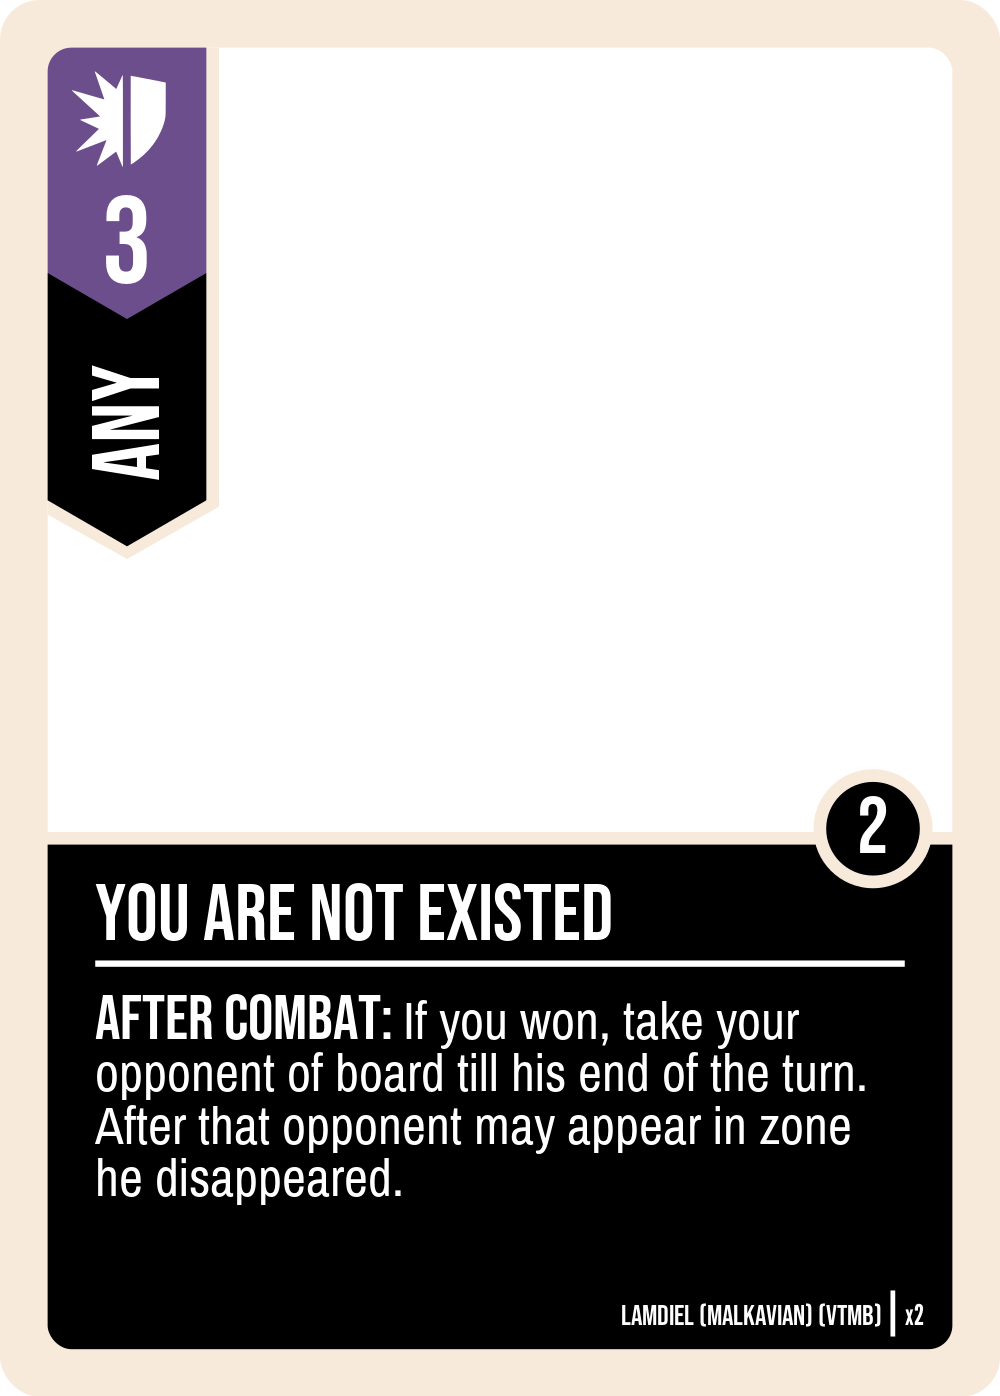 3
ANY
2
YOU ARE NOT EXISTED
AFTER COMBAT: If you won, take your
opponent of board till his end of the turn.
After that opponent may appear in zone
he disappeared.
LAMDIEL (MALKAVIAN) (VTMB) | x2